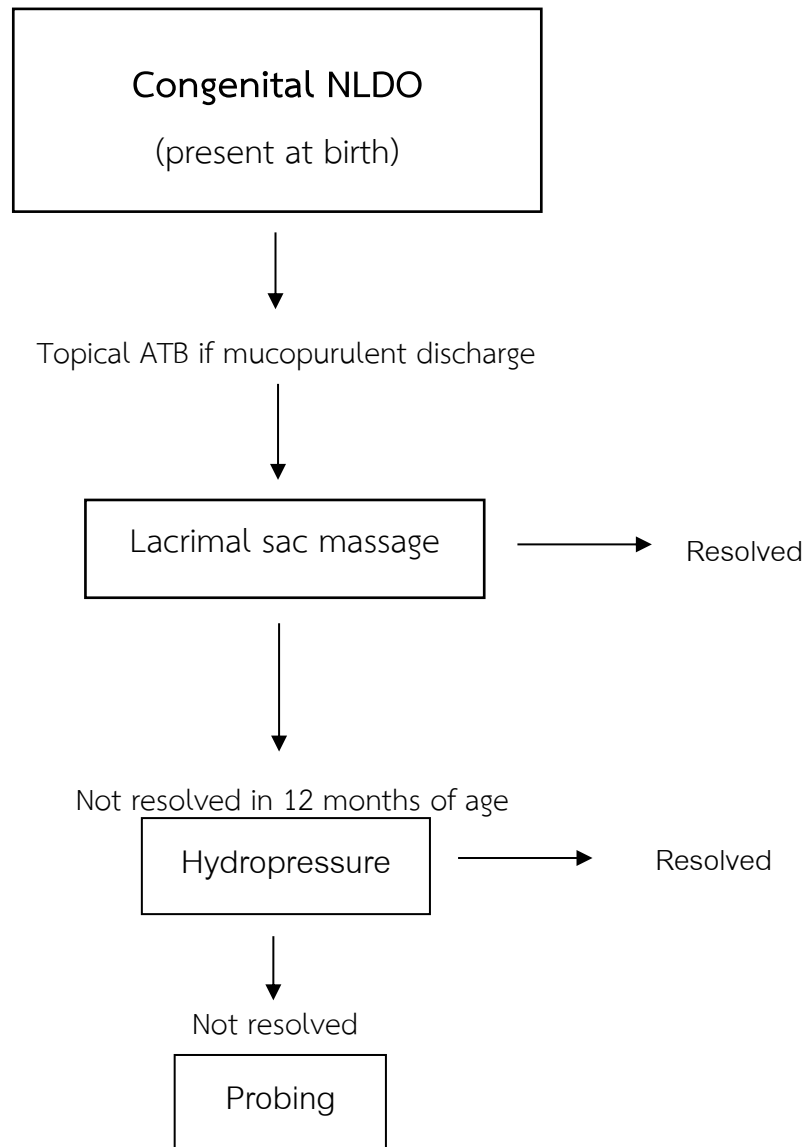 Congenital NLDO
(present at birth)
Topical ATB if mucopurulent discharge
Lacrimal sac massage
Resolved
Not resolved in 12 months of age
Hydropressure
Resolved
Not resolved
Probing